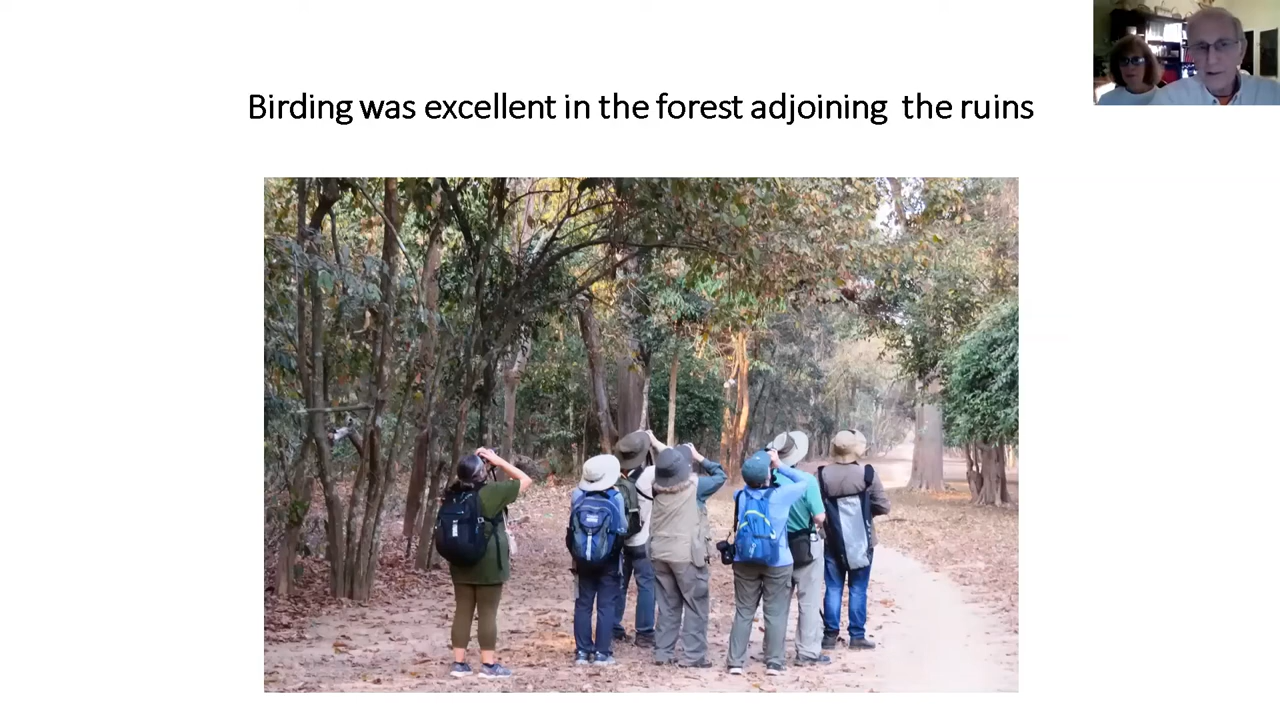 Birding was excellent in the forest adjoining  the ruins